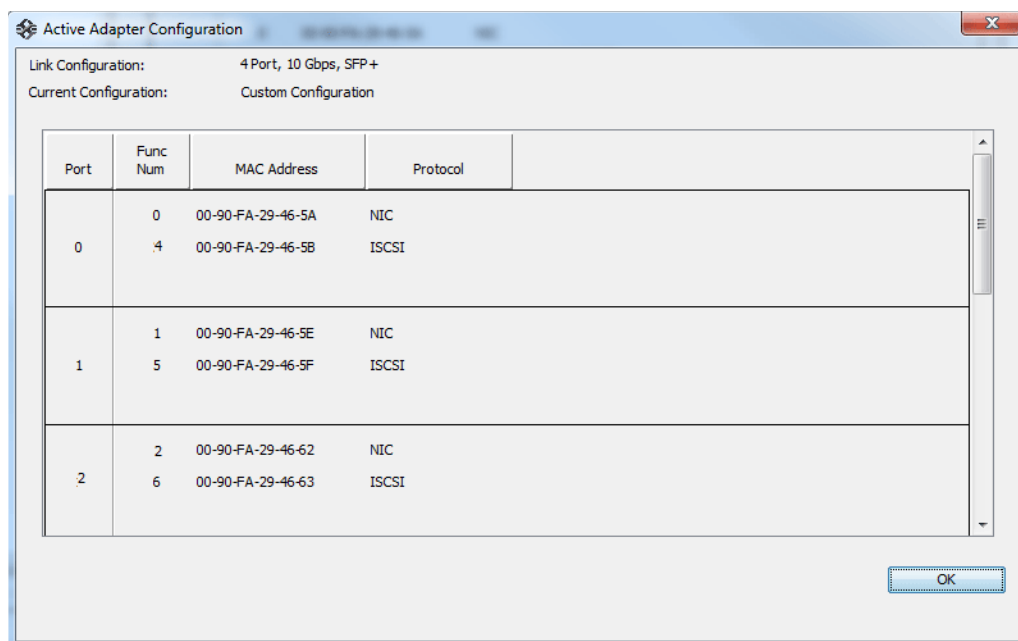 Active Adapter Configuration
Link Configuration: 4 Port, 10 Gbps, SFP+
Current Configuration: Custom Configuration
Port Func Num MAC Address Protocol
0
0 00-90-FA-29-46-5A NIC
4 00-90-FA-29-46-5B ISCSI
1
1 00-90-FA-29-46-5E NIC
5 00-90-FA-29-46-5F ISCSI
2
2 00-90-FA-29-46-62 NIC
6 00-90-FA-29-46-63 ISCSI
OK